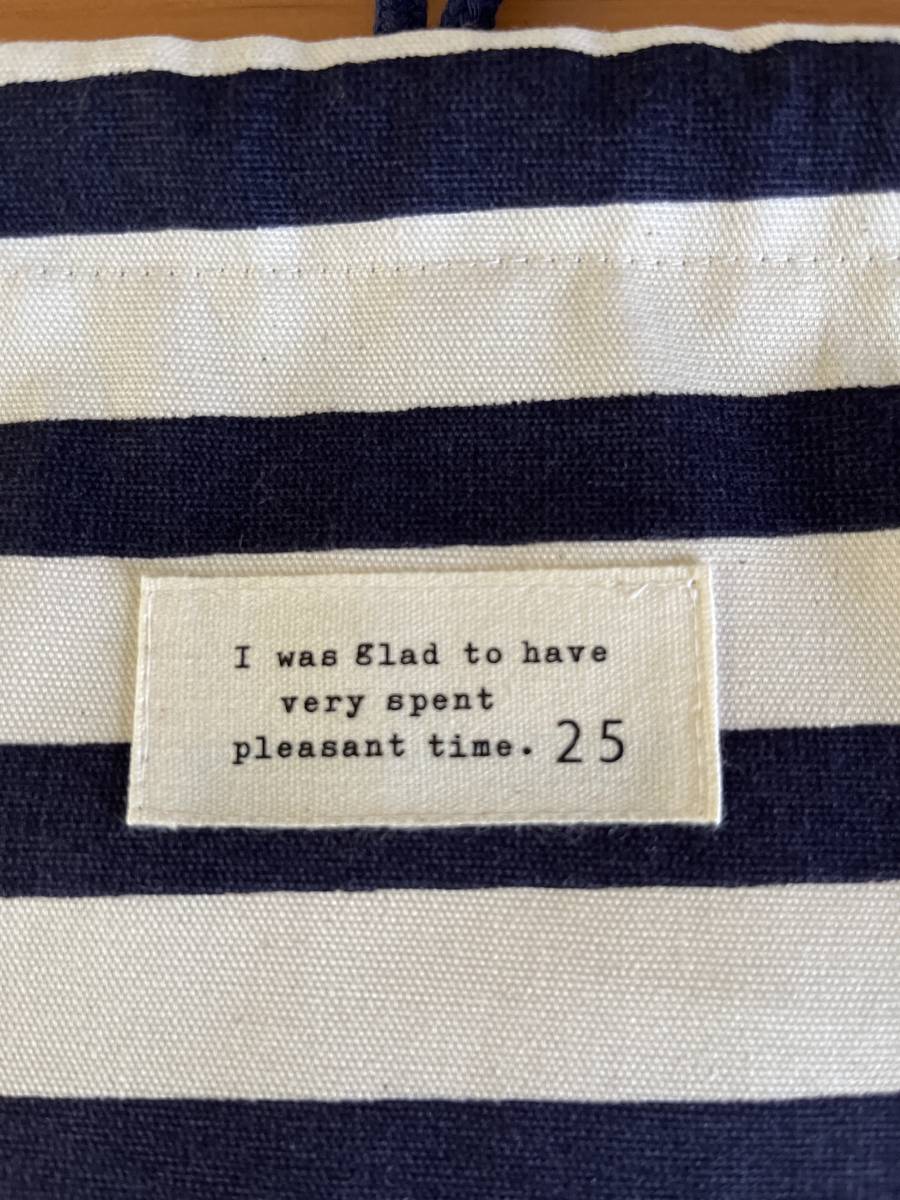 I was glad to have
very spent
pleasant time. 25